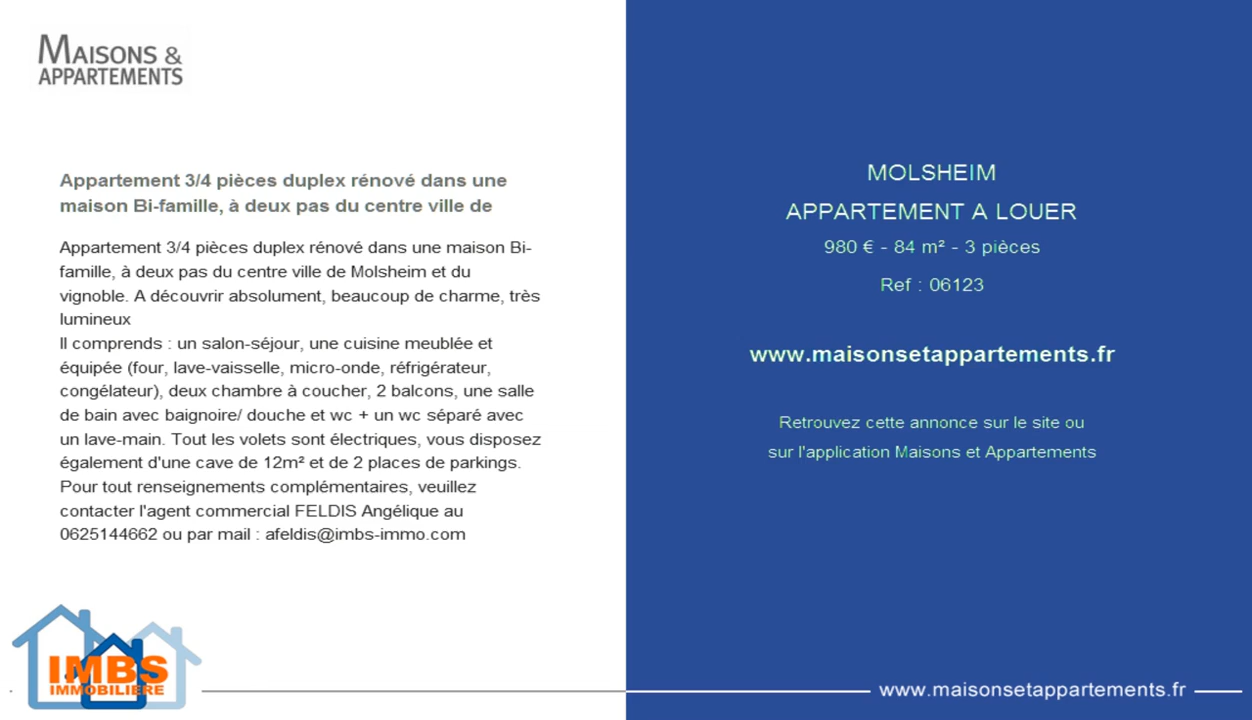 MAISONS &
APPARTEMENTS
Appartement 3/4 pièces duplex rénové dans une
maison Bi-famille, à deux pas du centre ville de
Appartement 3/4 pièces duplex rénové dans une maison Bi-
famille, à deux pas du centre ville de Molsheim et du
vignoble. A découvrir absolument, beaucoup de charme, très
lumineux
Il comprends : un salon-séjour, une cuisine meublée et
équipée (four, lave-vaisselle, micro-onde, réfrigérateur,
congélateur), deux chambre à coucher, 2 balcons, une salle
de bain avec baignoire/ douche et wc + un wc séparé avec
un lave-main. Tout les volets sont électriques, vous disposez
également d'une cave de 12m² et de 2 places de parkings.
Pour tout renseignements complémentaires, veuillez
contacter l'agent commercial FELDIS Angélique au
0625144662 ou par mail : afeldis@imbs-immo.com
IMBS
IMMOBILIERE
MOLSHEIM
APPARTEMENT A LOUER
980 € - 84 m² - 3 pièces
Ref : 06123
www.maisonsetappartements.fr
Retrouvez cette annonce sur le site ou
sur l'application Maisons et Appartements
www.maisonsetappartements.fr